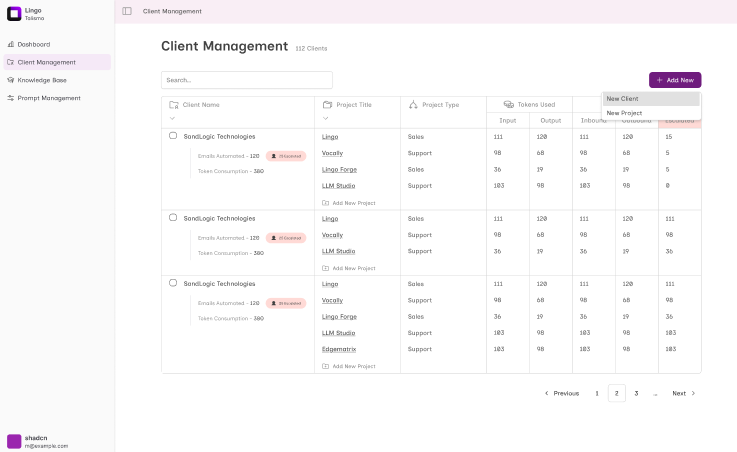 Lingo
Talismo
Client Management
Dashboard
Client Management
Knowledge Base
Prompt Management
Client Management 112 Clients
Search...
+ Add New
New Client
New Project
Client Name Project Title Project Type Tokens Used
Input Output Inbound Outbound Escalated
SandLogic Technologies Lingo Sales 111 120 111 120 15
Emails Automated - 120
Vocally Support 98 68 98 68 5
Token Consumption - 380
Lingo Forge Sales 36 19 36 19 5
LLM Studio Support 103 98 103 98 0
Add New Project
SandLogic Technologies Lingo Sales 111 120 111 120 111
Emails Automated - 120
Vocally Support 98 68 98 68 98
Token Consumption - 380
LLM Studio Support 36 19 36 19 36
Add New Project
SandLogic Technologies Lingo Sales 111 120 111 120 111
Emails Automated - 120
Vocally Support 98 68 98 68 98
Token Consumption - 380
Lingo Forge Sales 36 19 36 19 36
LLM Studio Support 103 98 103 98 103
Edgematrix Support 103 98 103 98 103
Add New Project
Previous 1 2 3 ... Next
shadcn
m@example.com